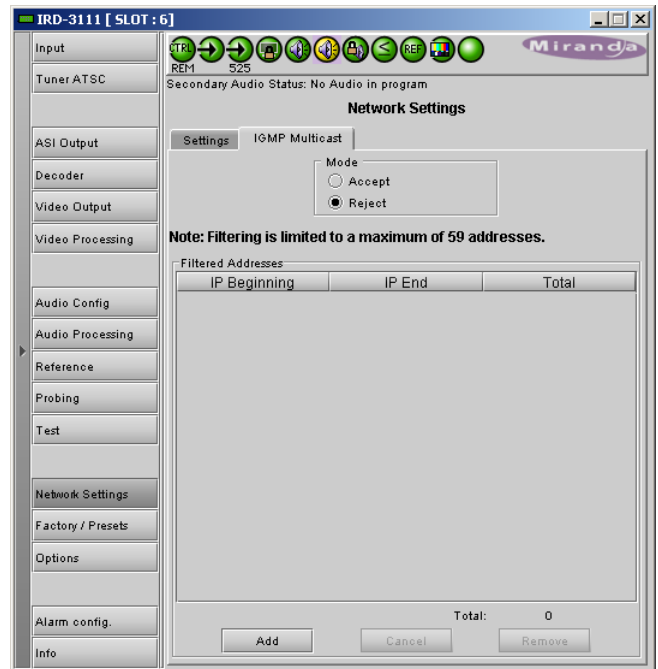 IRD-3111 [ SLOT : 6]
Input
Tuner ATSC
ASI Output
Decoder
Video Output
Video Processing
Audio Config
Audio Processing
Reference
Probing
Test
Network Settings
Factory / Presets
Options
Alarm config.
Info
CTRL
REF
Miranda
REM
525
Secondary Audio Status: No Audio in program
Network Settings
Settings
IGMP Multicast
Mode
Accept
Reject
Note: Filtering is limited to a maximum of 59 addresses.
Filtered Addresses
IP Beginning IP End Total
Total: 0
Add Cancel Remove